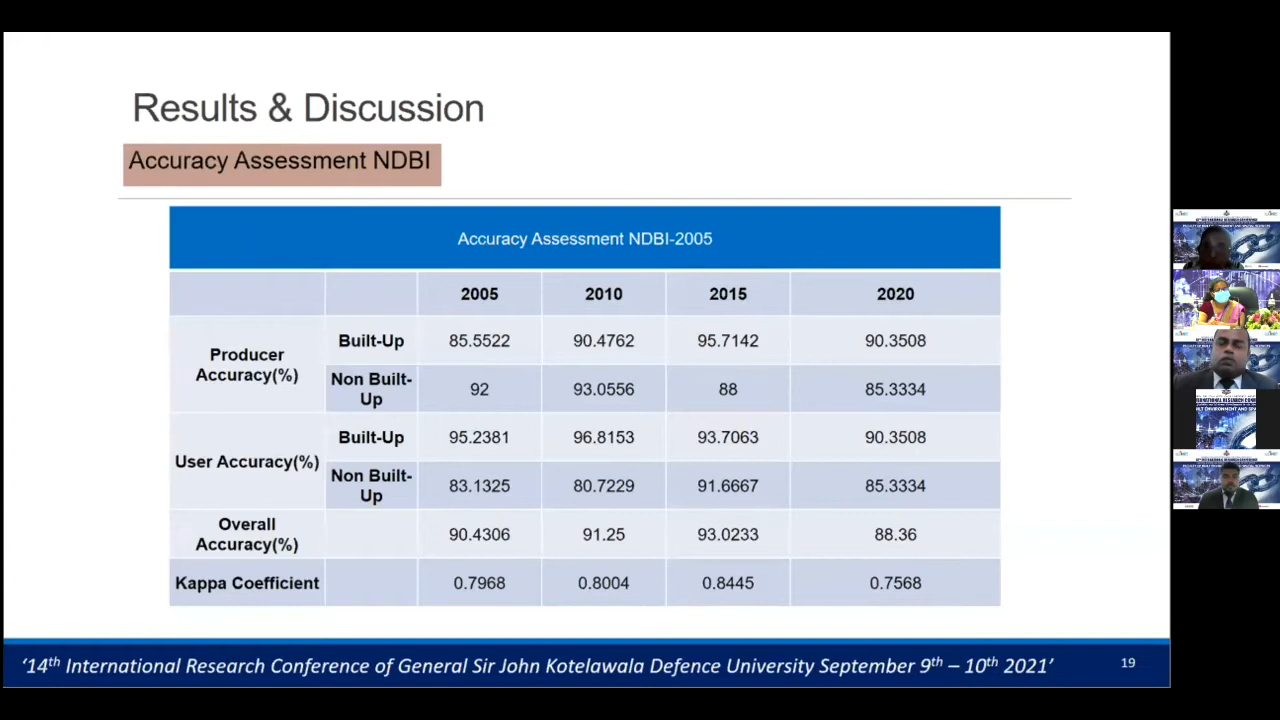 Results & Discussion
Accuracy Assessment NDBI
Accuracy Assessment NDBI-2005
2005 2010 2015 2020
Producer Accuracy(%) Built-Up 85.5522 90.4762 95.7142 90.3508
Non Built-Up 92 93.0556 88 85.3334
User Accuracy(%) Built-Up 95.2381 96.8153 93.7063 90.3508
Non Built-Up 83.1325 80.7229 91.6667 85.3334
Overall Accuracy(%) 90.4306 91.25 93.0233 88.36
Kappa Coefficient 0.7968 0.8004 0.8445 0.7568
‘14th International Research Conference of General Sir John Kotelawala Defence University September 9th – 10th 2021’ 19